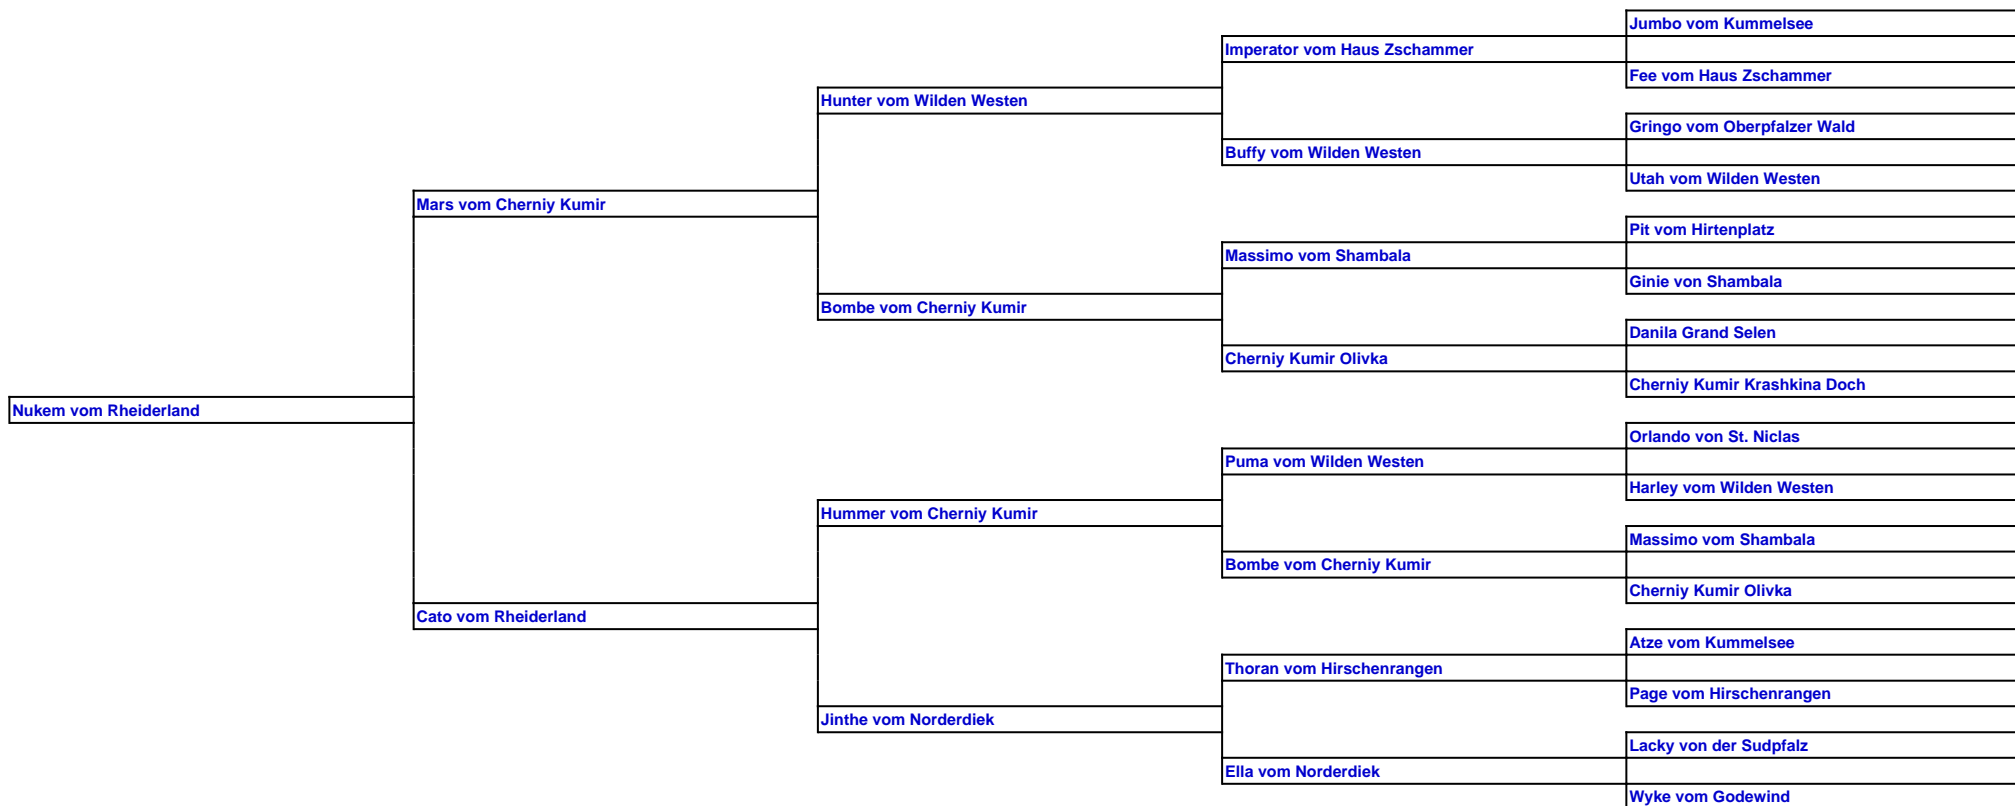 Jumbo vom Kummelsee
Imperator vom Haus Zschammer
Fee vom Haus Zschammer
Hunter vom Wilden Westen
Gringo vom Oberpfalzer Wald
Buffy vom Wilden Westen
Utah vom Wilden Westen
Mars vom Cherniy Kumir
Pit vom Hirtenplatz
Massimo vom Shambala
Ginie von Shambala
Bombe vom Cherniy Kumir
Danila Grand Selen
Cherniy Kumir Olivka
Cherniy Kumir Krashkina Doch
Nukem vom Rheiderland
Orlando von St. Niclas
Puma vom Wilden Westen
Harley vom Wilden Westen
Hummer vom Cherniy Kumir
Massimo vom Shambala
Bombe vom Cherniy Kumir
Cherniy Kumir Olivka
Cato vom Rheiderland
Atze vom Kummelsee
Thoran vom Hirschenrangen
Page vom Hirschenrangen
Jinthe vom Norderdiek
Lacky von der Sudpfalz
Ella vom Norderdiek
Wyke vom Godewind